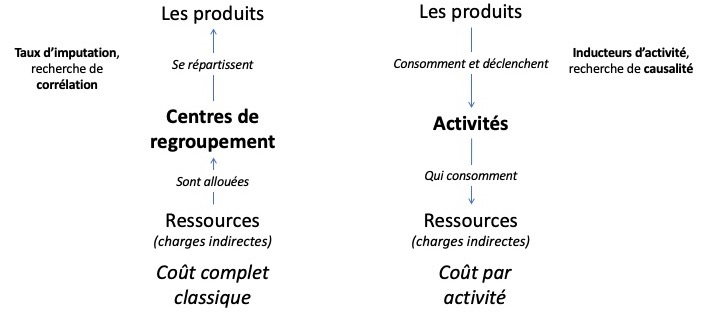 Les produits
Taux d’imputation,
recherche de
corrélation
Se répartissent
Centres de
regroupement
Sont allouées
Ressources
(charges indirectes)
Coût complet
classique
Les produits
Consomment et déclenchent
Inducteurs d’activité,
recherche de causalité
Activités
Qui consomment
Ressources
(charges indirectes)
Coût par
activité